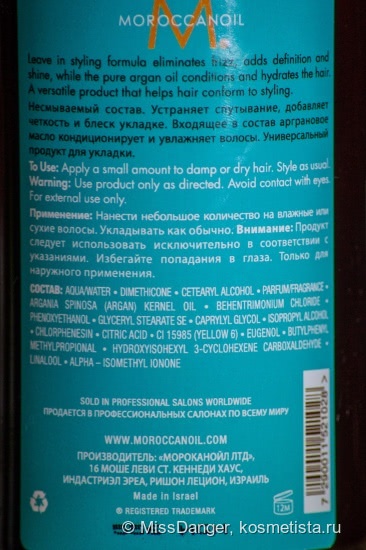 M.
MOROCCANOIL
Leave in styling formula eliminates frizz, adds definition and
shine, while the pure argan oil conditions and hydrates the hair.
A versatile product that helps hair conform to styling.
Несмываемый состав. Устраняет спутывание, добавляет
четкость и блеск укладке. Входящее в состав аргановое
масло кондиционирует и увлажняет волосы. Универсальный
продукт для укладки.
To Use: Apply a small amount to damp or dry hair. Style as usual.
Warning: Use product only as directed. Avoid contact with eyes.
For external use only.
Применение: Нанести небольшое количество на влажные или
сухие волосы. Укладывать как обычно. Внимание: Продукт
следует использовать исключительно в соответствии с
указаниями. Избегайте попадания в глаза. Только для
наружного применения.
СОСТАВ: AQUA/WATER • DIMETHICONE • CETEARYL ALCOHOL • PARFUM/FRAGRANCE •
ARGANIA SPINOSA (ARGAN) KERNEL OIL • BEHENTRIMONIUM CHLORIDE •
PHENOXYETHANOL • GLYCERYL STEARATE SE • CAPRYLYL GLYCOL • ISOPROPYL ALCOHOL
• CHLORPHENESIN • CITRIC ACID • CI 15985 (YELLOW 6) • EUGENOL • BUTYLPHENYL
METHYLPROPIONAL • HYDROXYISOHEXYL 3-CYCLOHEXENE CARBOXALDEHYDE •
LINALOOL • ALPHA – ISOMETHYL IONONE
SOLD IN PROFESSIONAL SALONS WORLDWIDE
ПРОДАЕТСЯ В ПРОФЕССИОНАЛЬНЫХ САЛОНАХ ПО ВСЕМУ МИРУ
WWW.MOROCCANOIL.COM
ПРОИЗВОДИТЕЛЬ: «МОРОКАНОЙЛ ЛТД»,
16 МОШЕ ЛЕВИ СТ. КЕННЕДИ ХАУС,
ИНДАСТРИЭЛ ЭРЕА, РИШОН ЛЕЦИОН, ИЗРАИЛЬ
Made in Israel
® REGISTERED TRADEMARK
12M
7290011521028
© MissDanger, kosmetista.ru